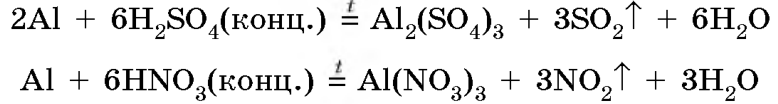 2Al + 6H₂SO₄(конц.) =ᵗ Al₂(SO₄)₃ + 3SO₂↑ + 6H₂O
Al + 6HNO₃(конц.) =ᵗ Al(NO₃)₃ + 3NO₂↑ + 3H₂O